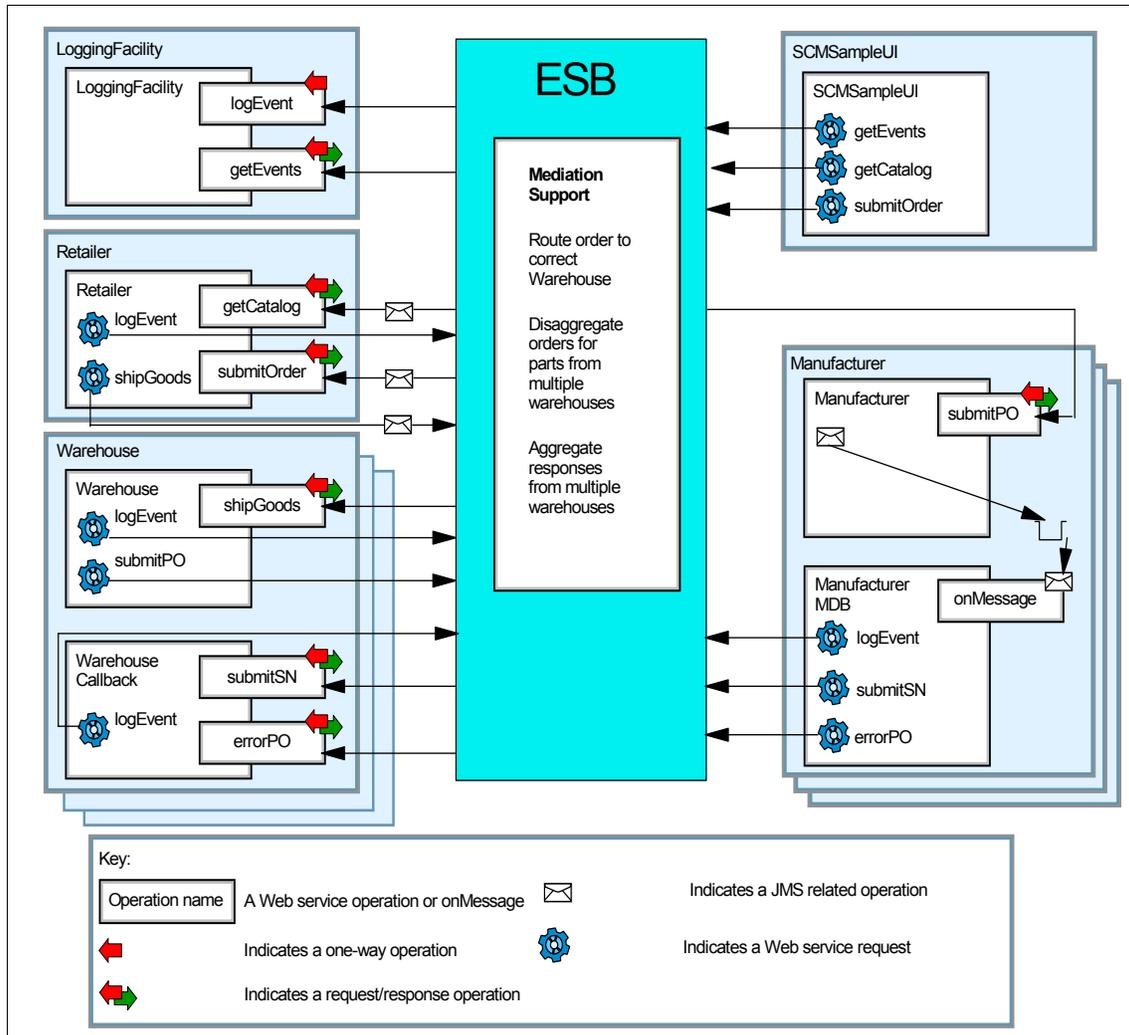 LoggingFacility
LoggingFacility
logEvent
getEvents
Retailer
Retailer
logEvent
shipGoods
getCatalog
submitOrder
Warehouse
Warehouse
logEvent
submitPO
shipGoods
Warehouse
Callback
logEvent
submitSN
errorPO
ESB
Mediation
Support
Route order to
correct
Warehouse
Disaggregate
orders for
parts from
multiple
warehouses
Aggregate
responses
from multiple
warehouses
SCMSampleUI
SCMSampleUI
getEvents
getCatalog
submitOrder
Manufacturer
Manufacturer
submitPO
Manufacturer
MDB
onMessage
logEvent
submitSN
errorPO
Key:
Operation name
A Web service operation or onMessage
Indicates a JMS related operation
Indicates a one-way operation
Indicates a Web service request
Indicates a request/response operation